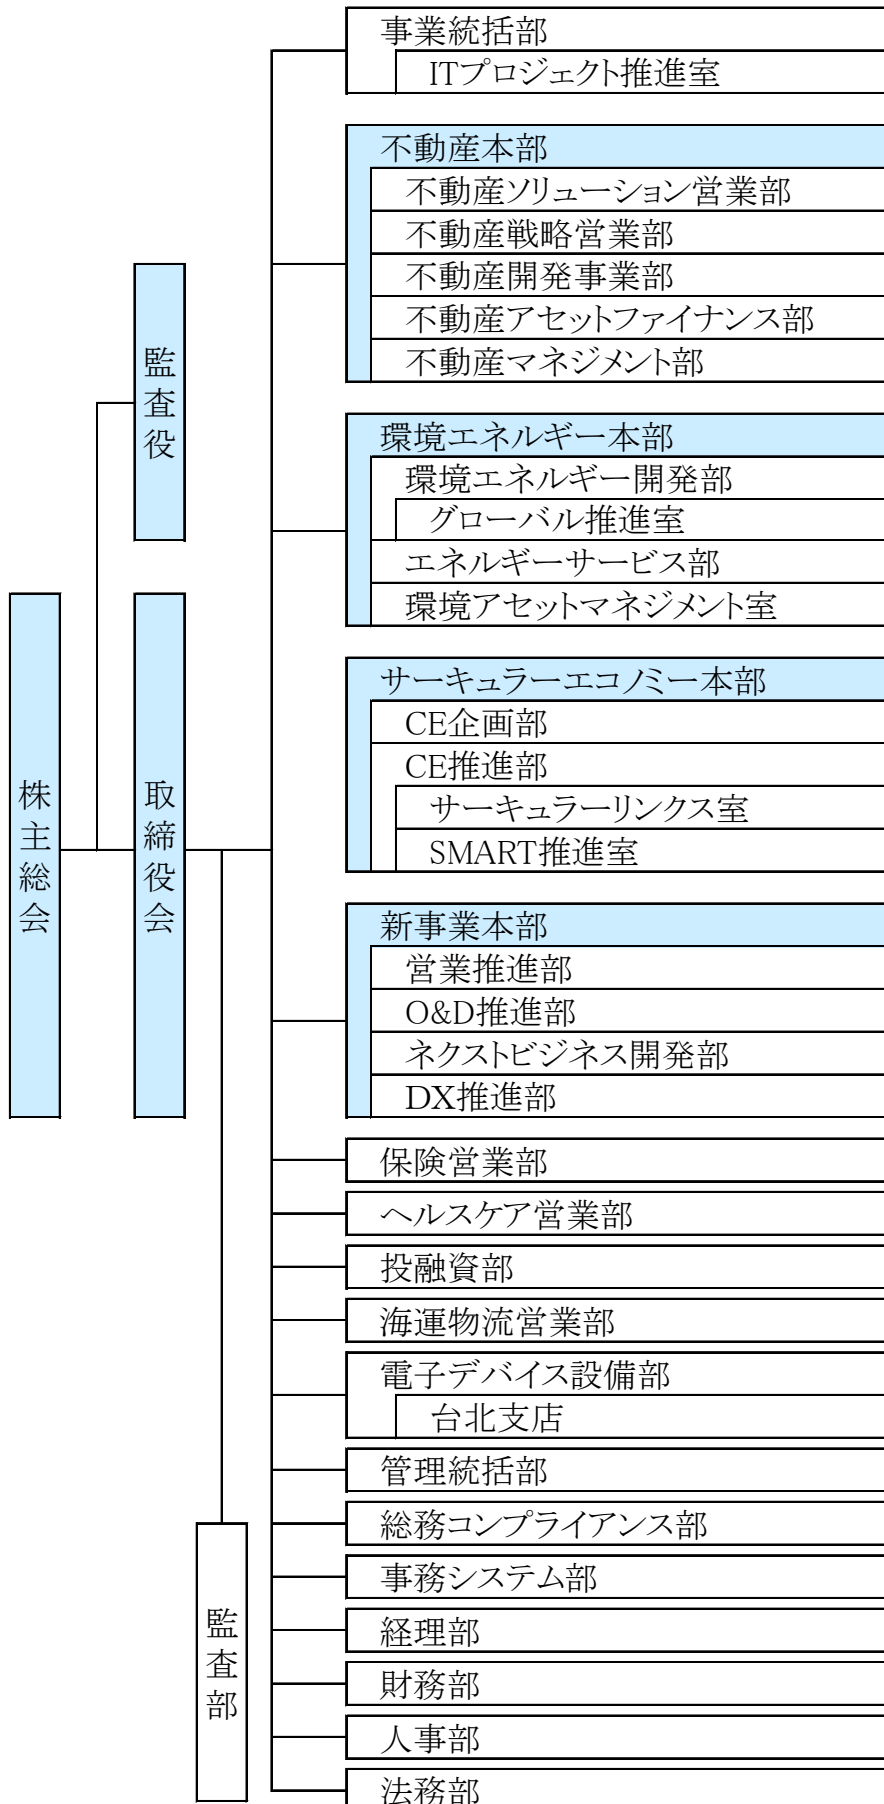 株主総会
監査役
取締役会
監査部
事業統括部
ITプロジェクト推進室
不動産本部
不動産ソリューション営業部
不動産戦略営業部
不動産開発事業部
不動産アセットファイナンス部
不動産マネジメント部
環境エネルギー本部
環境エネルギー開発部
グローバル推進室
エネルギーサービス部
環境アセットマネジメント室
サーキュラーエコノミー本部
CE企画部
CE推進部
サーキュラーリンクス室
SMART推進室
新事業本部
営業推進部
O&D推進部
ネクストビジネス開発部
DX推進部
保険営業部
ヘルスケア営業部
投融資部
海運物流営業部
電子デバイス設備部
台北支店
管理統括部
総務コンプライアンス部
事務システム部
経理部
財務部
人事部
法務部